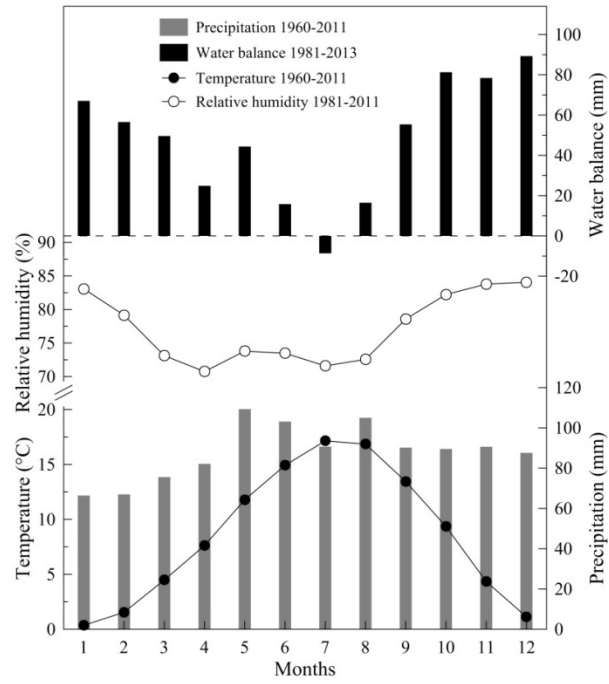 Precipitation 1960-2011
Water balance 1981-2013
Temperature 1960-2011
Relative humidity 1981-2011
100
80
60
40
20
0
-20
Water balance (mm)
90
85
80
75
70
Relative humidity (%)
20
15
10
5
0
Temperature (°C)
120
100
80
60
40
20
0
Precipitation (mm)
1 2 3 4 5 6 7 8 9 10 11 12
Months